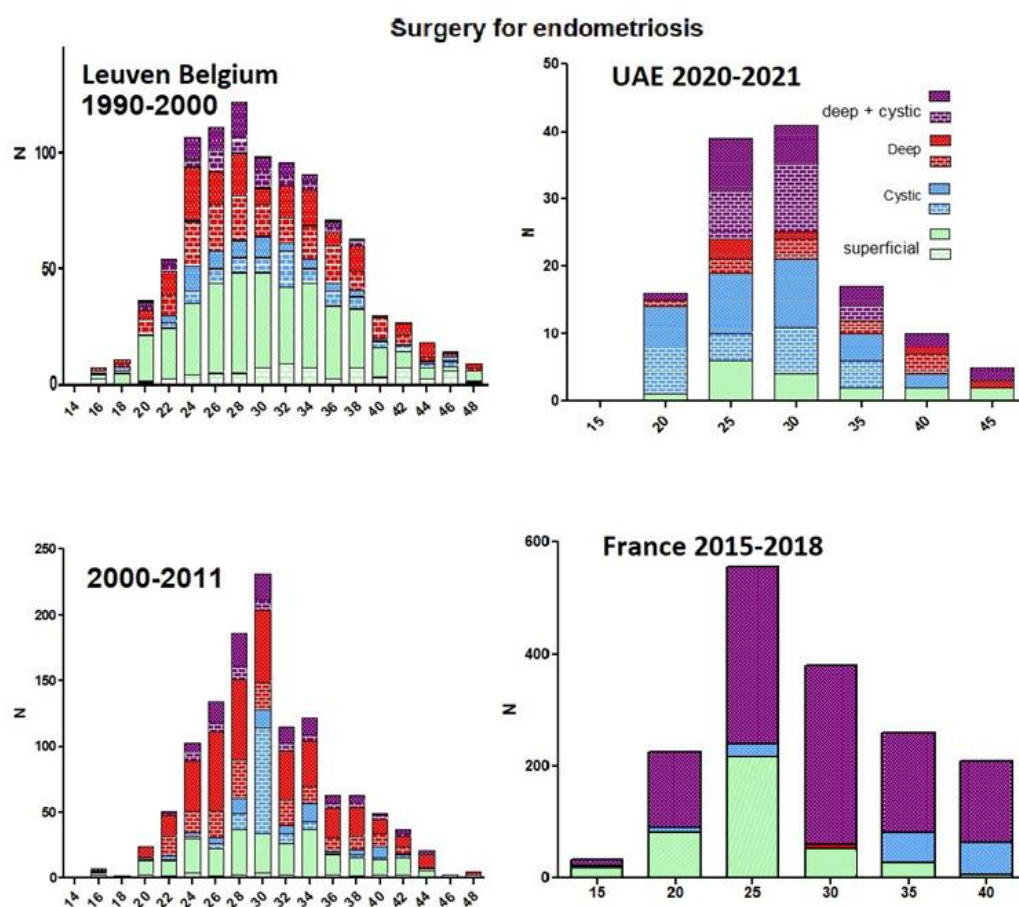 Surgery for endometriosis
Leuven Belgium
1990-2000
N
100
50
0
14 16 18 20 22 24 26 28 30 32 34 36 38 40 42 44 46 48
UAE 2020-2021
N
50
40
30
20
10
0
deep + cystic
Deep
Cystic
superficial
15 20 25 30 35 40 45
2000-2011
N
250
200
150
100
50
0
14 16 18 20 22 24 26 28 30 32 34 36 38 40 42 44 46 48
France 2015-2018
N
600
400
200
0
15 20 25 30 35 40